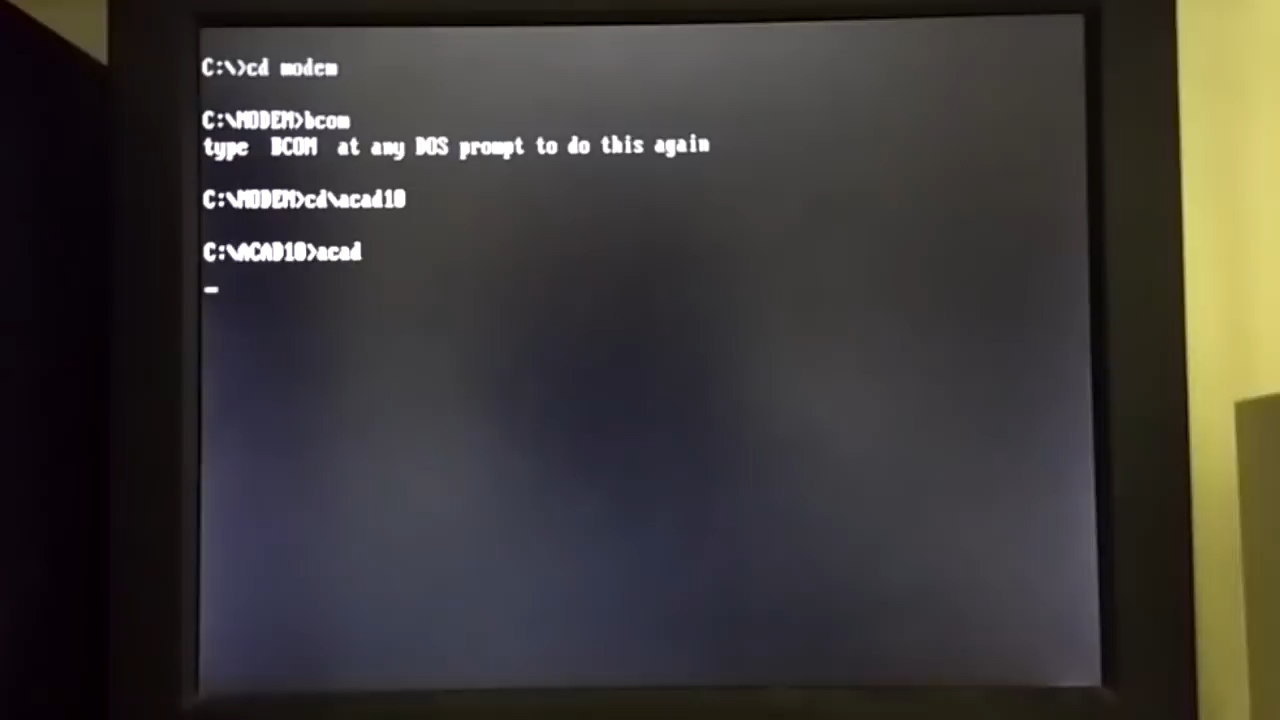 C:\>cd modem
C:\MODEM>bcom
type  BCOM  at any DOS prompt to do this again
C:\MODEM>cd\acad10
C:\ACAD10>acad